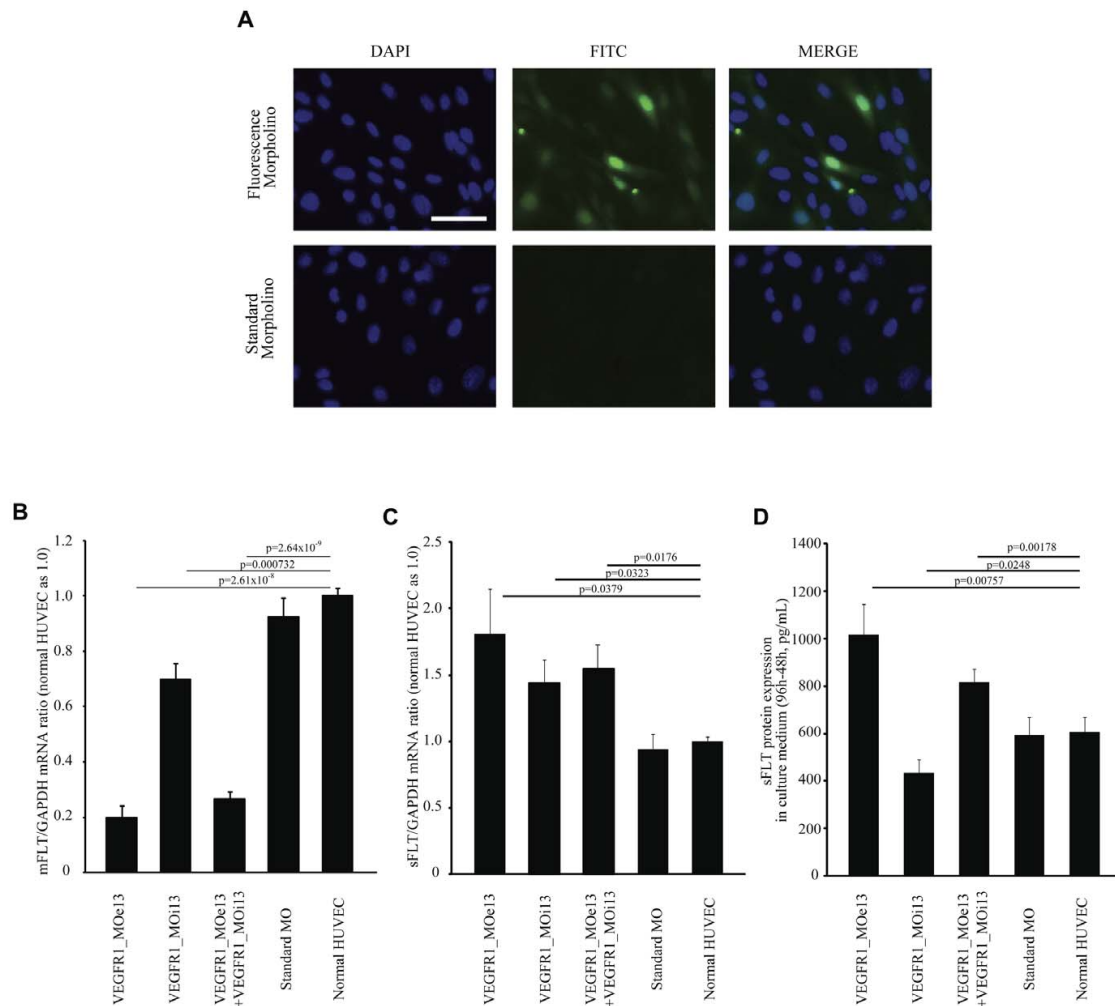 A
DAPI
FITC
MERGE
Fluorescence
Morpholino
Standard
Morpholino
B
mFLT/GAPDH mRNA ratio (normal HUVEC as 1.0)
1.2
1.0
0.8
0.6
0.4
0.2
0
p=2.64x10⁻⁹
p=0.000732
p=2.61x10⁻⁸
VEGFR1_MOe13
VEGFR1_MOi13
VEGFR1_MOe13
+VEGFR1_MOi13
Standard MO
Normal HUVEC
C
sFLT/GAPDH mRNA ratio (normal HUVEC as 1.0)
2.5
2.0
1.5
1.0
0.5
0
p=0.0176
p=0.0323
p=0.0379
VEGFR1_MOe13
VEGFR1_MOi13
VEGFR1_MOe13
+VEGFR1_MOi13
Standard MO
Normal HUVEC
D
sFLT protein expression
in culture medium (96h-48h, pg/mL)
1400
1200
1000
800
600
400
200
0
p=0.00178
p=0.0248
p=0.00757
VEGFR1_MOe13
VEGFR1_MOi13
VEGFR1_MOe13
+VEGFR1_MOi13
Standard MO
Normal HUVEC